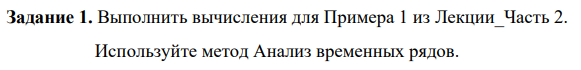 Задание 1. Выполнить вычисления для Примера 1 из Лекции_Часть 2.
Используйте метод Анализ временных рядов.